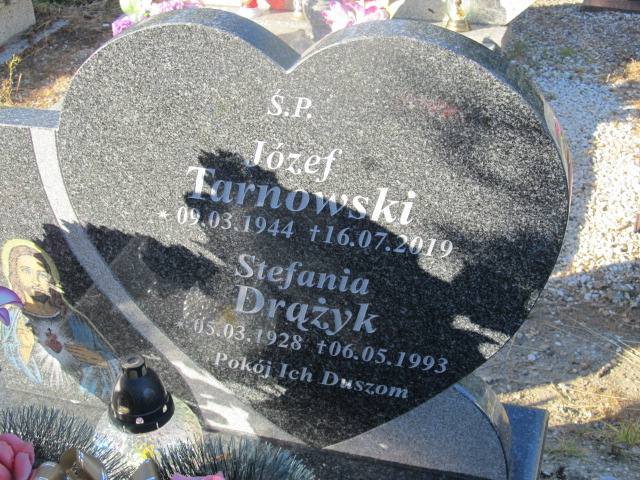 Ś.P.
Józef
Tarnowski
* 09.03.1944 †16.07.2019
Stefania
Drążyk
* 05.03.1928 †06.05.1993
Pokój Ich Duszom